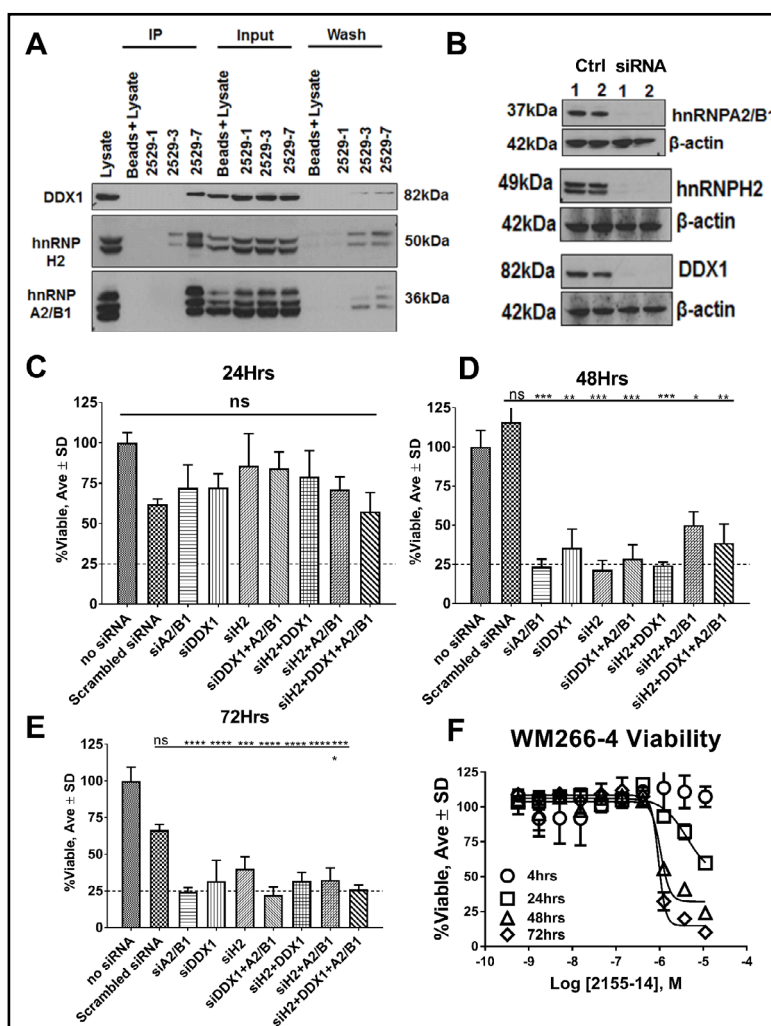 A
IP Input Wash
Lysate
Beads + Lysate
2529-1
2529-3
2529-7
Beads + Lysate
2529-1
2529-3
2529-7
Beads + Lysate
2529-1
2529-3
2529-7
DDX1 82kDa
hnRNP
H2
50kDa
hnRNP
A2/B1
36kDa
B
Ctrl siRNA
1 2 1 2
37kDa hnRNPA2/B1
42kDa β-actin
49kDa hnRNPH2
42kDa β-actin
82kDa DDX1
42kDa β-actin
C
24Hrs
ns
%Viable, Ave ± SD
125
100
75
50
25
0
no siRNA
Scrambled siRNA
siA2/B1
siDDX1
siH2
siDDX1+A2/B1
siH2+DDX1
siH2+A2/B1
siH2+DDX1+A2/B1
D
48Hrs
ns *** ** *** *** *** * **
%Viable, Ave ± SD
125
100
75
50
25
0
no siRNA
Scrambled siRNA
siA2/B1
siDDX1
siH2
siDDX1+A2/B1
siH2+DDX1
siH2+A2/B1
siH2+DDX1+A2/B1
E
72Hrs
ns **** **** *** **** **** **** ***
*
%Viable, Ave ± SD
125
100
75
50
25
0
no siRNA
Scrambled siRNA
siA2/B1
siDDX1
siH2
siDDX1+A2/B1
siH2+DDX1
siH2+A2/B1
siH2+DDX1+A2/B1
F
WM266-4 Viability
%Viable, Ave ± SD
125
100
75
50
25
0
4hrs
24hrs
48hrs
72hrs
-10 -9 -8 -7 -6 -5 -4
Log [2155-14], M